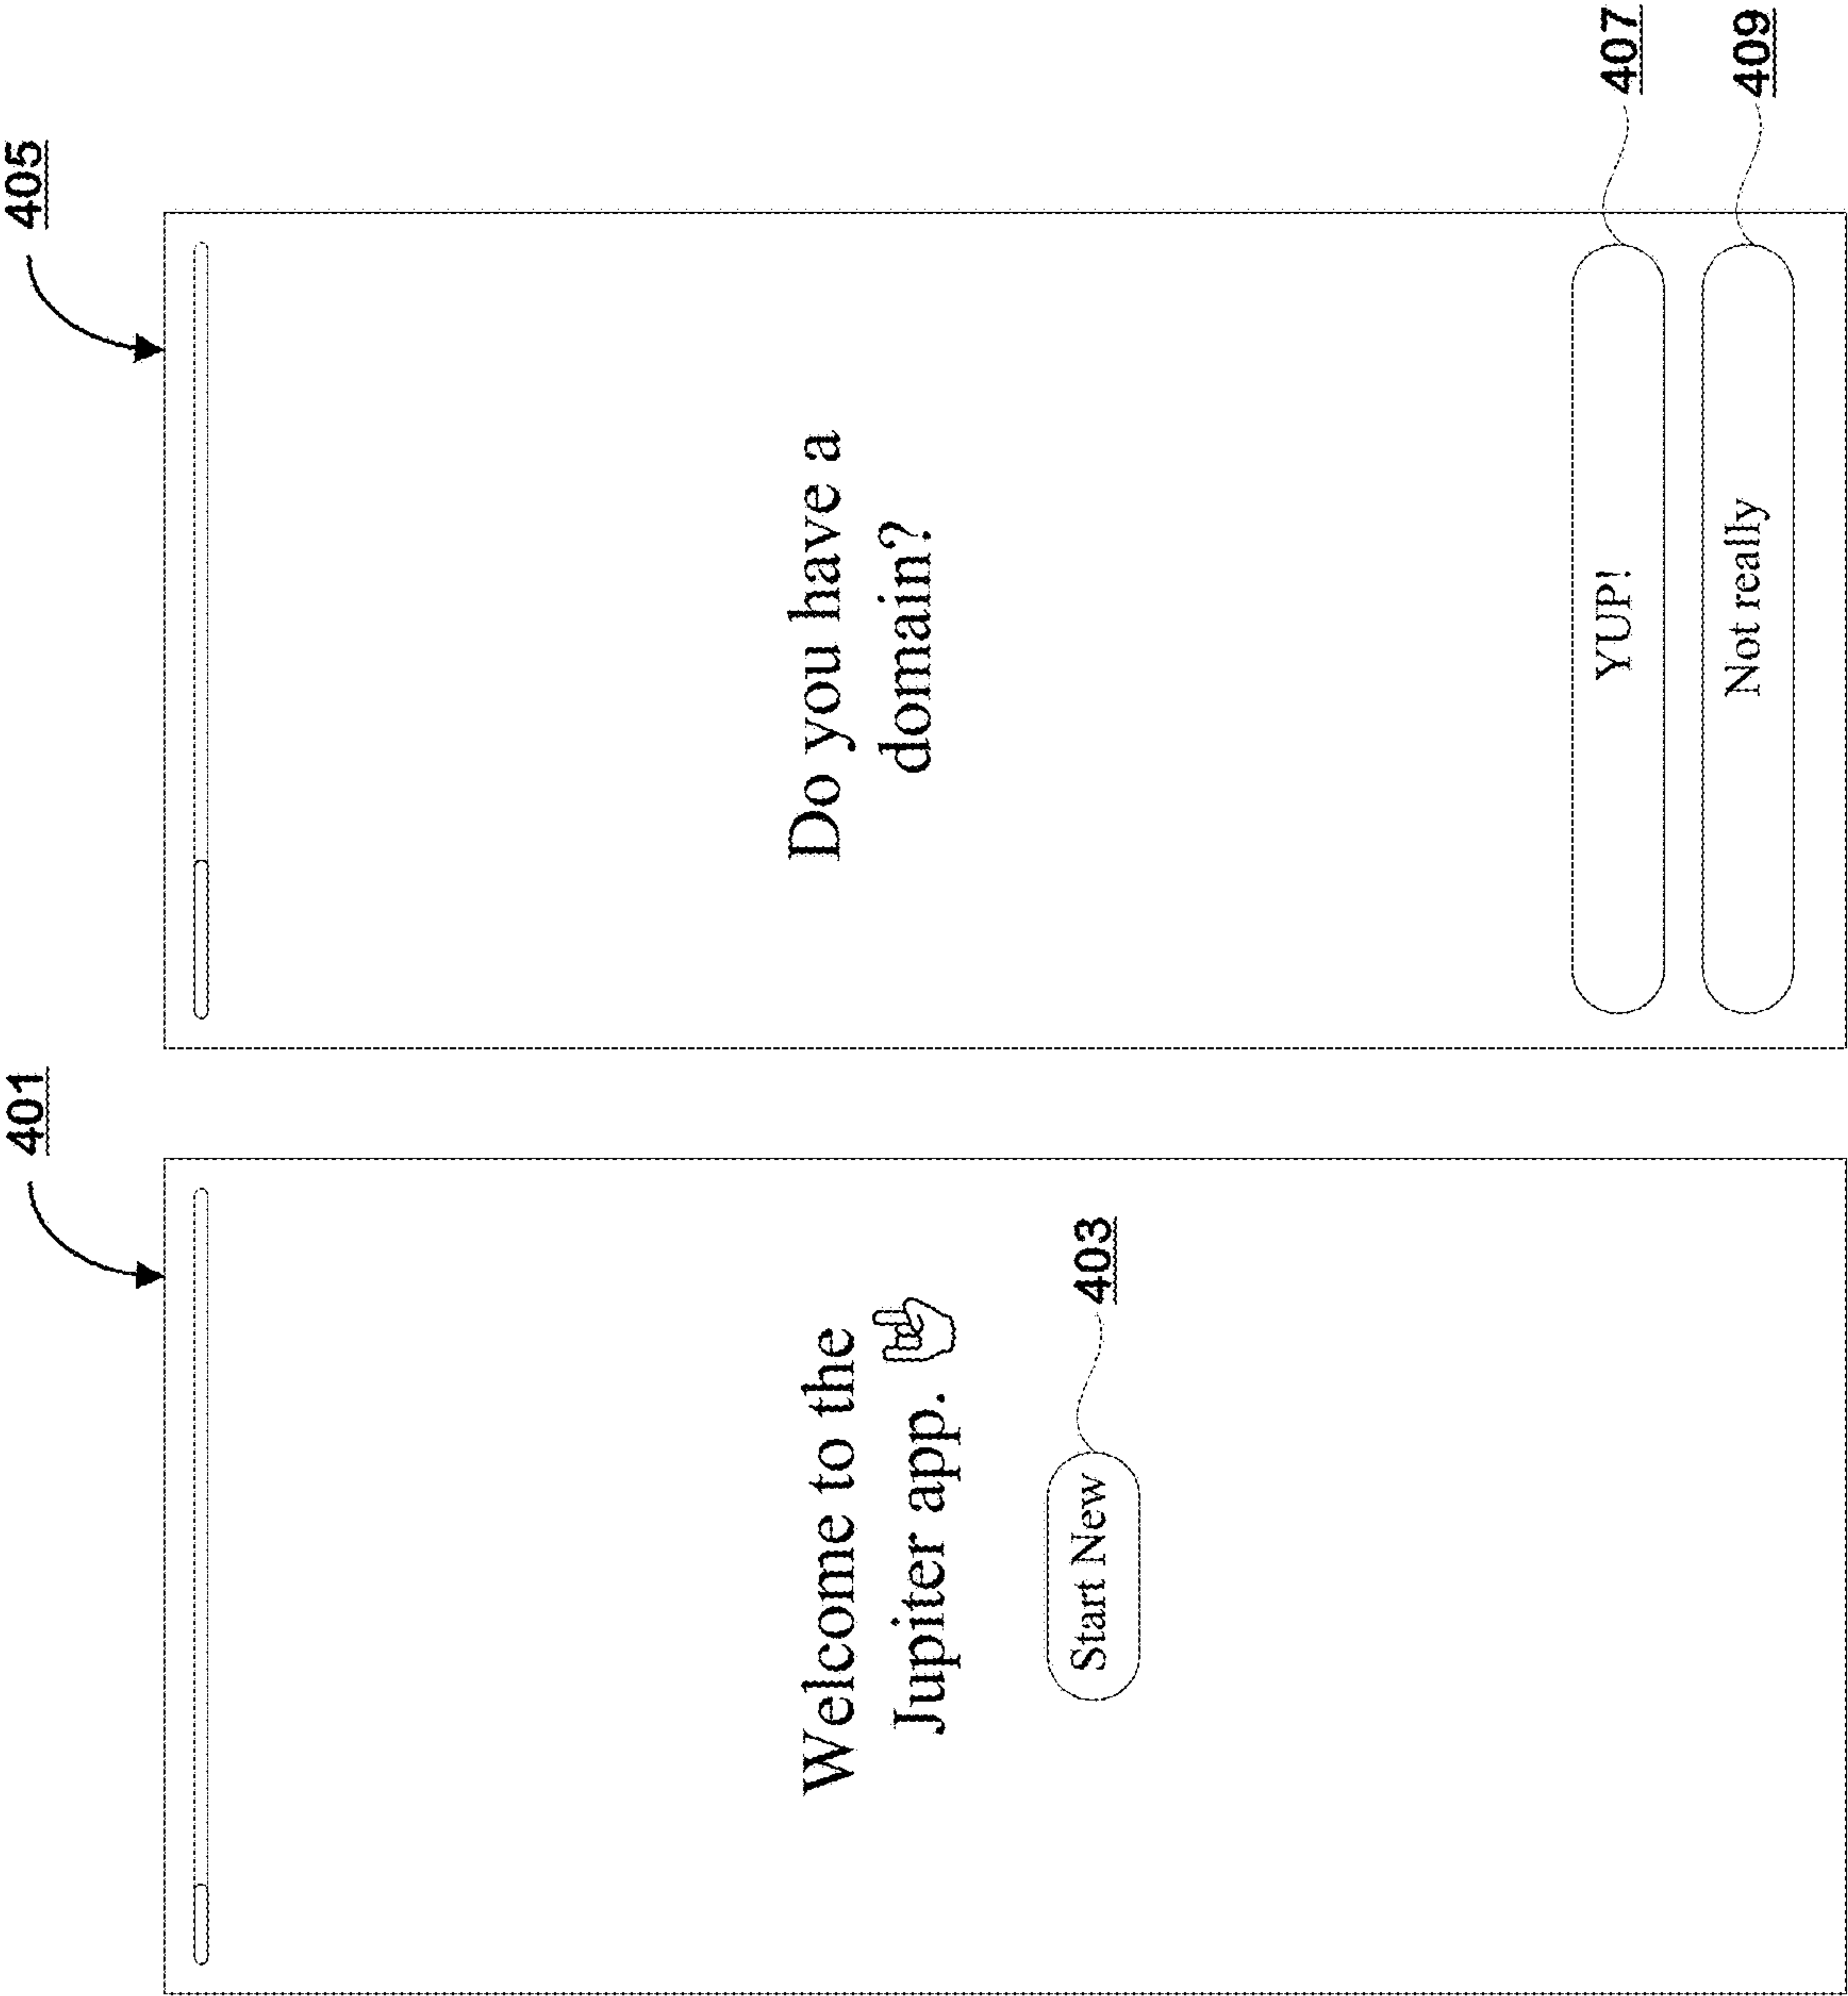 401
Welcome to the
Jupiter app.
403
Start New
405
Do you have a
domain?
YUP!
407
Not really
409